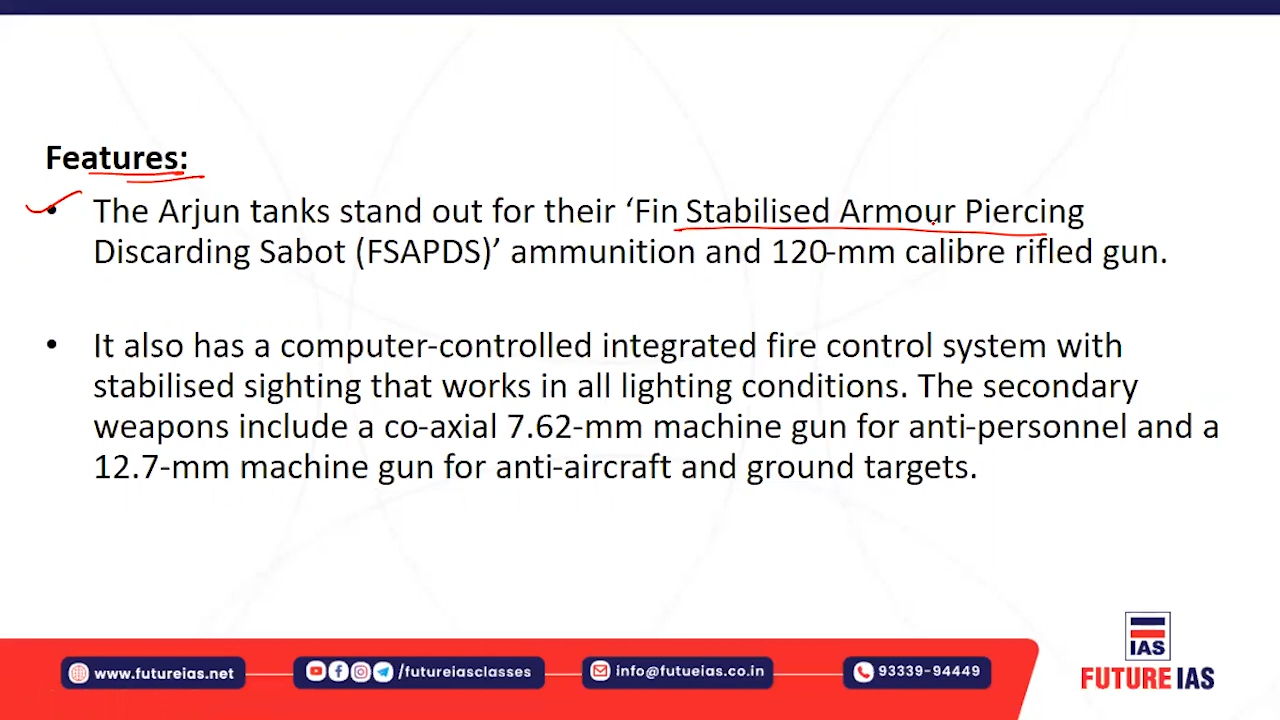 Features:
• The Arjun tanks stand out for their ‘Fin Stabilised Armour Piercing
Discarding Sabot (FSAPDS)’ ammunition and 120-mm calibre rifled gun.
• It also has a computer-controlled integrated fire control system with
stabilised sighting that works in all lighting conditions. The secondary
weapons include a co-axial 7.62-mm machine gun for anti-personnel and a
12.7-mm machine gun for anti-aircraft and ground targets.
www.futureias.net
/futureiasclasses
info@futueias.co.in
93339-94449
IAS
FUTURE IAS